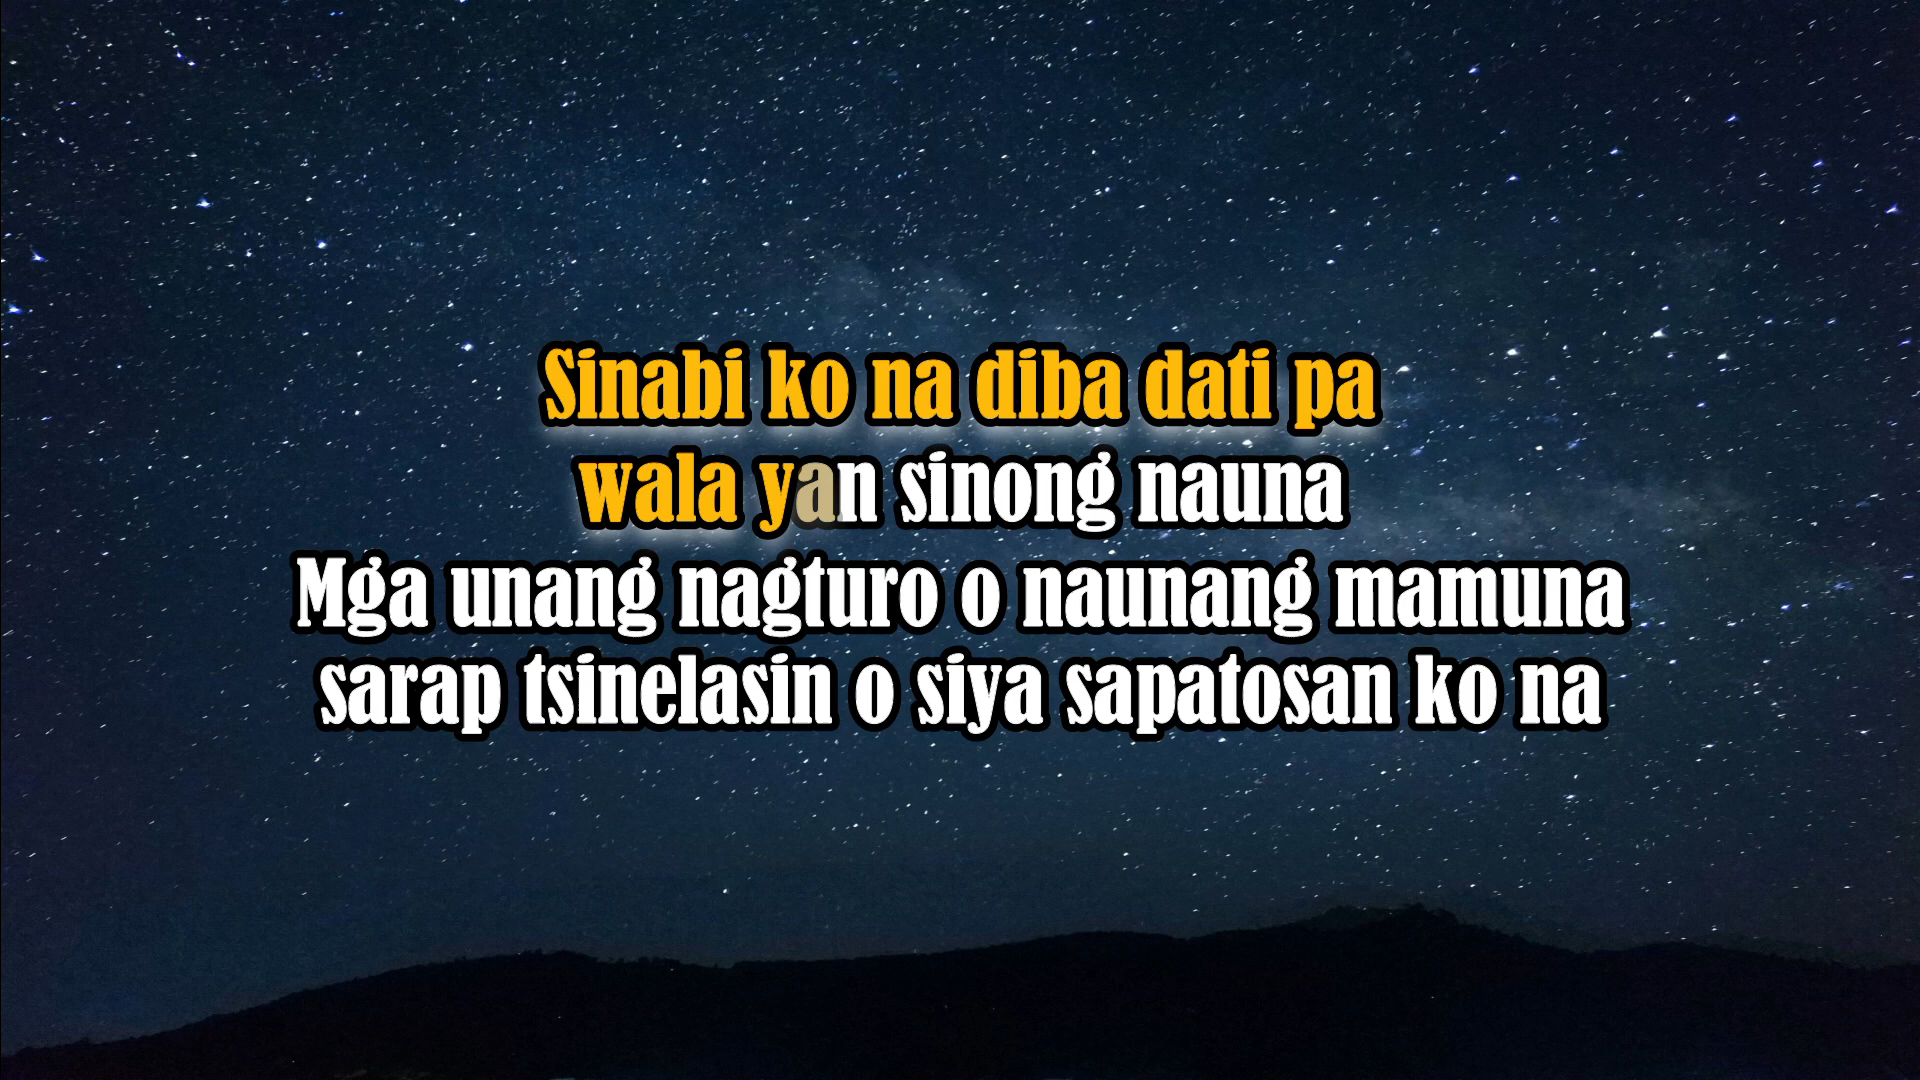 Sinabi ko na diba dati pa
wala yan sinong nauna
Mga unang nagturo o naunang mamuna
sarap tsinelasin o siya sapatosan ko na